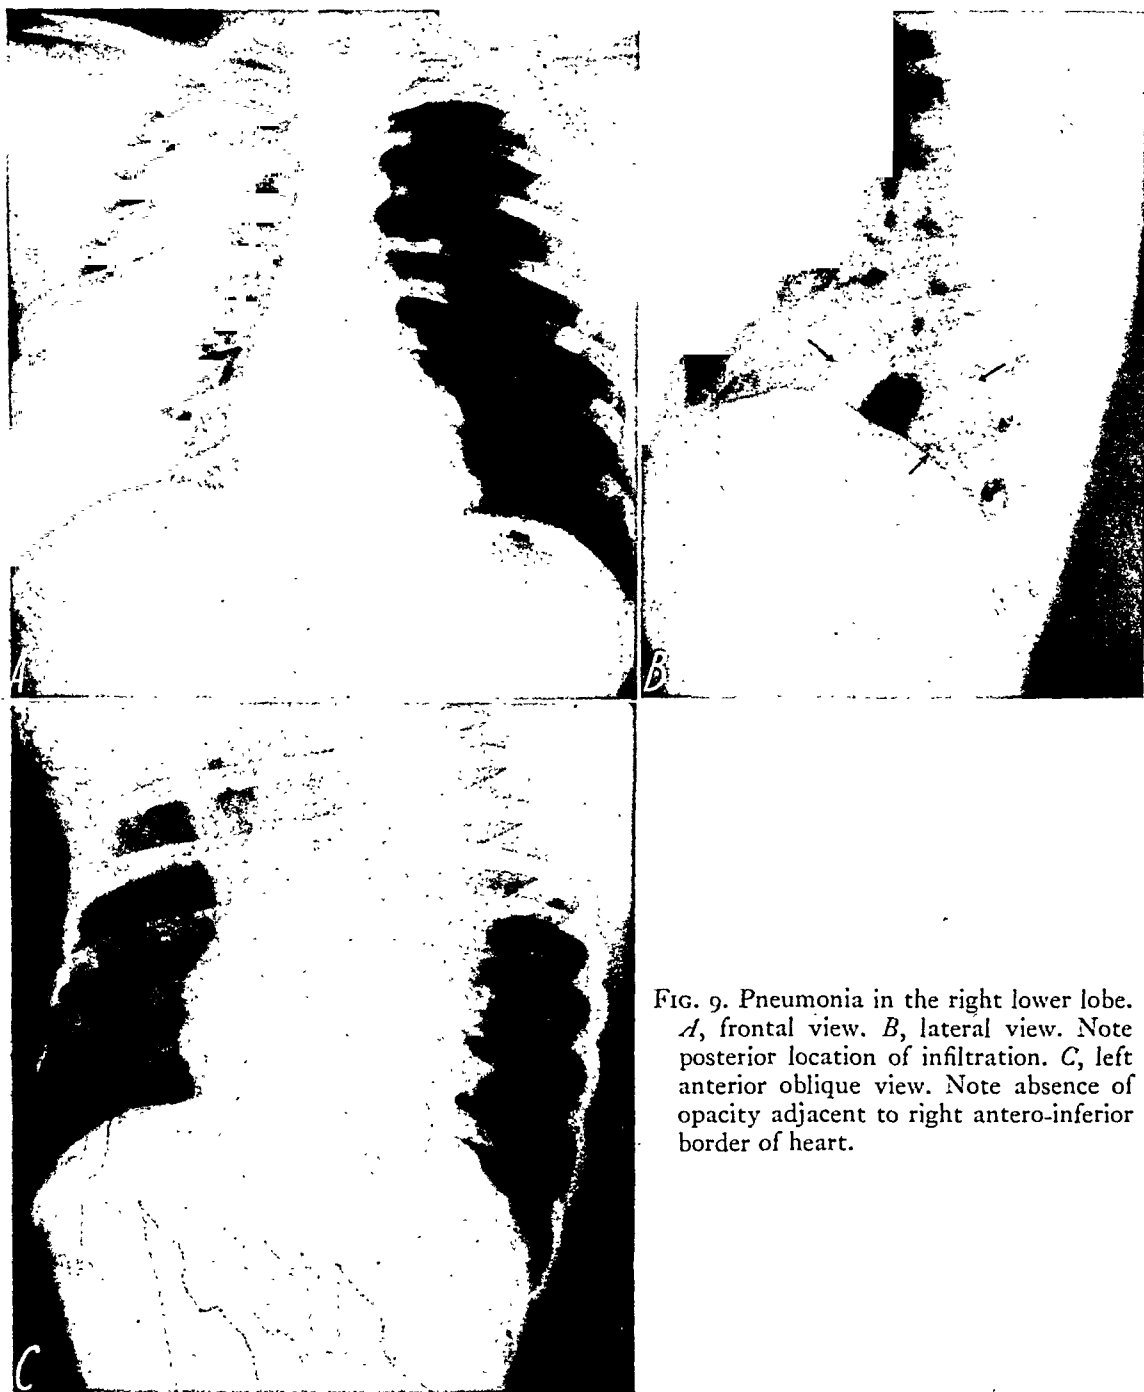 A
B
C
FIG. 9. Pneumonia in the right lower lobe.
A, frontal view. B, lateral view. Note
posterior location of infiltration. C, left
anterior oblique view. Note absence of
opacity adjacent to right antero-inferior
border of heart.